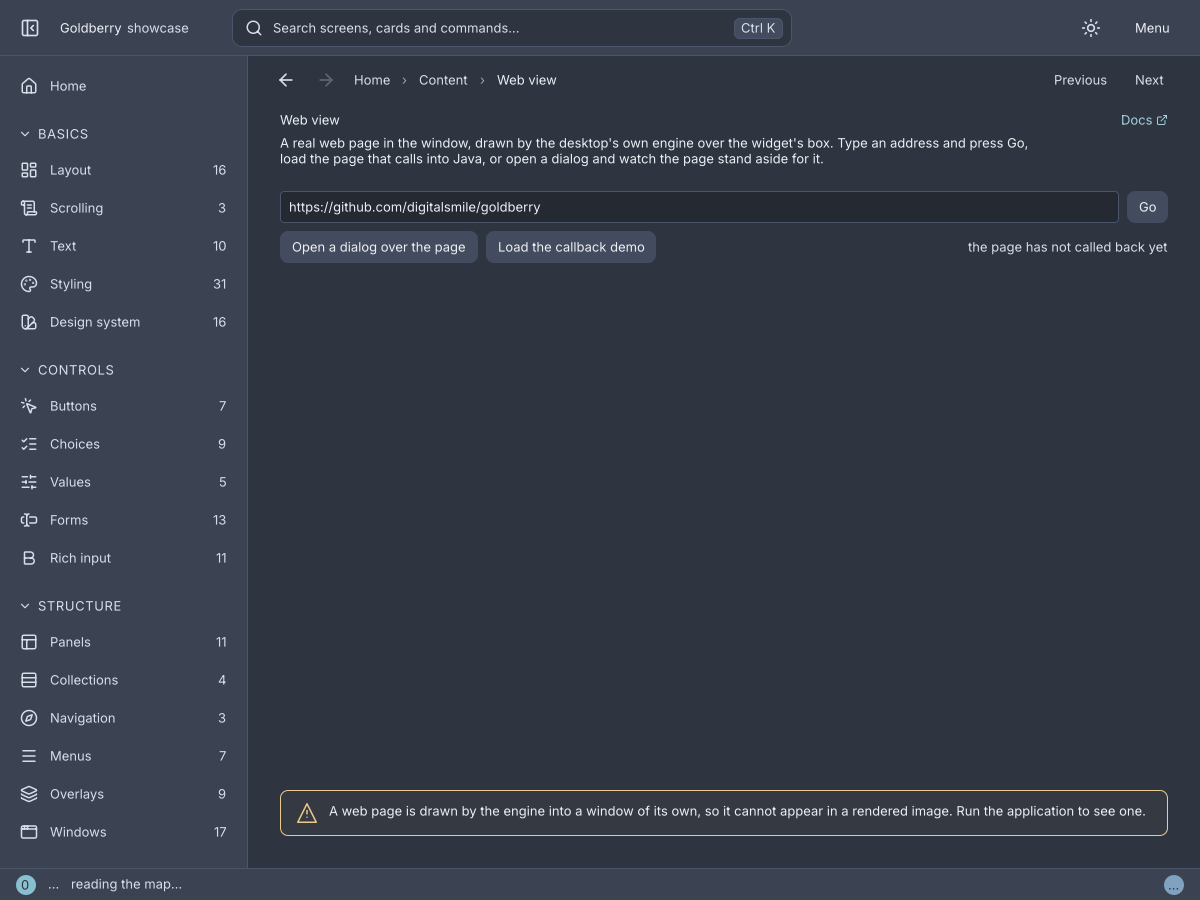 Goldberry showcase
Search screens, cards and commands...
Ctrl K
Menu
Home
BASICS
Layout 16
Scrolling 3
Text 10
Styling 31
Design system 16
CONTROLS
Buttons 7
Choices 9
Values 5
Forms 13
Rich input 11
STRUCTURE
Panels 11
Collections 4
Navigation 3
Menus 7
Overlays 9
Windows 17
Home › Content › Web view
Previous
Next
Web view
Docs
A real web page in the window, drawn by the desktop's own engine over the widget's box. Type an address and press Go,
load the page that calls into Java, or open a dialog and watch the page stand aside for it.
https://github.com/digitalsmile/goldberry
Go
Open a dialog over the page
Load the callback demo
the page has not called back yet
A web page is drawn by the engine into a window of its own, so it cannot appear in a rendered image. Run the application to see one.
0 ... reading the map...
...